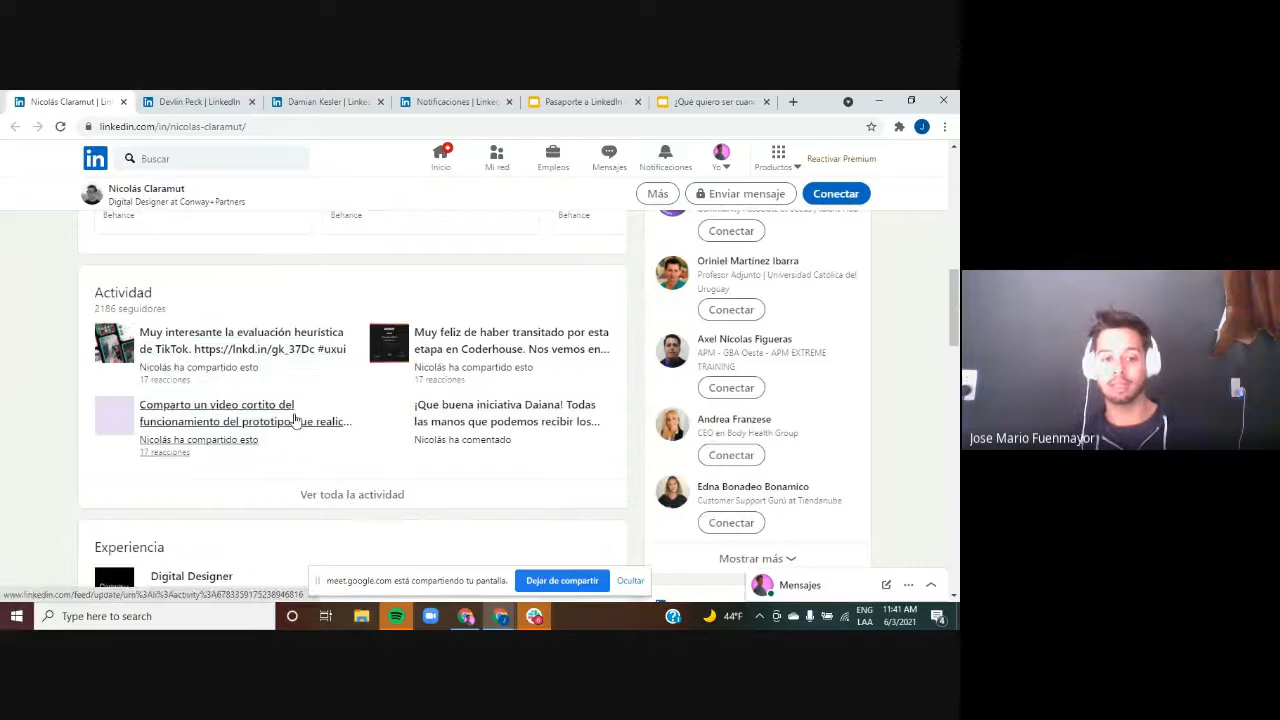 Nicolás Claramut | Lin
Devlin Peck | LinkedIn
Damian Kesler | Linked
Notificaciones | Linked
Pasaporte a LinkedIn -
¿Qué quiero ser cuan
linkedin.com/in/nicolas-claramut/
J
in
Buscar
Inicio
Mi red
Empleos
Mensajes
Notificaciones
Yo
Productos
Reactivar Premium
Nicolás Claramut
Digital Designer at Conway+Partners
Más
Enviar mensaje
Conectar
Behance
Behance
Behance
Actividad
2186 seguidores
Muy interesante la evaluación heurística
de TikTok. https://lnkd.in/gk_37Dc #uxui
Nicolás ha compartido esto
17 reacciones
Muy feliz de haber transitado por esta
etapa en Coderhouse. Nos vemos en...
Nicolás ha compartido esto
17 reacciones
Comparto un video cortito del
funcionamiento del prototipo que realic...
Nicolás ha compartido esto
17 reacciones
¡Que buena iniciativa Daiana! Todas
las manos que podemos recibir los...
Nicolás ha comentado
Ver toda la actividad
Experiencia
Digital Designer
Conectar
Oriniel Martínez Ibarra
Profesor Adjunto | Universidad Católica del
Uruguay
Conectar
Axel Nicolas Figueras
APM - GBA Oeste - APM EXTREME
TRAINING
Conectar
Andrea Franzese
CEO en Body Health Group
Conectar
Edna Bonadeo Bonamico
Customer Support Gurú at Tiendanube
Conectar
Mostrar más
Mensajes
meet.google.com está compartiendo tu pantalla.
Dejar de compartir
Ocultar
Type here to search
44°F
ENG
LAA
11:41 AM
6/3/2021
4
Jose Mario Fuenmayor